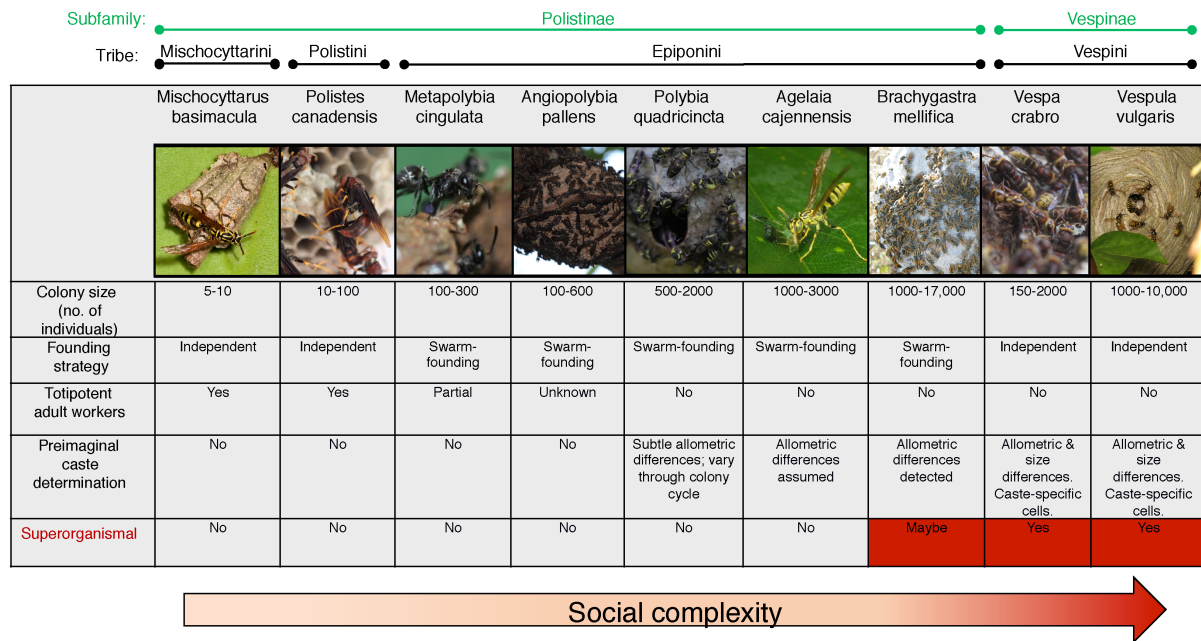 Subfamily: Polistinae Vespinae
Tribe: Mischocyttarini Polistini Epiponini Vespini
Mischocyttarus basimacula
Polistes canadensis
Metapolybia cingulata
Angiopolybia pallens
Polybia quadricincta
Agelaia cajennensis
Brachygastra mellifica
Vespa crabro
Vespula vulgaris
Colony size (no. of individuals)
5-10
10-100
100-300
100-600
500-2000
1000-3000
1000-17,000
150-2000
1000-10,000
Founding strategy
Independent
Independent
Swarm-founding
Swarm-founding
Swarm-founding
Swarm-founding
Swarm-founding
Independent
Independent
Totipotent adult workers
Yes
Yes
Partial
Unknown
No
No
No
No
No
Preimaginal caste determination
No
No
No
No
Subtle allometric differences; vary through colony cycle
Allometric differences assumed
Allometric differences detected
Allometric & size differences. Caste-specific cells.
Allometric & size differences. Caste-specific cells.
Superorganismal
No
No
No
No
No
No
Maybe
Yes
Yes
Social complexity